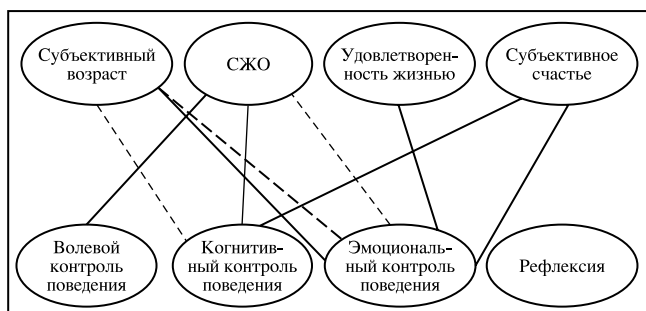 Субъективный
возраст
СЖО
Удовлетворен-
ность жизнью
Субъективное
счастье
Волевой
контроль
поведения
Когнитив-
ный контроль
поведения
Эмоциональ-
ный контроль
поведения
Рефлексия